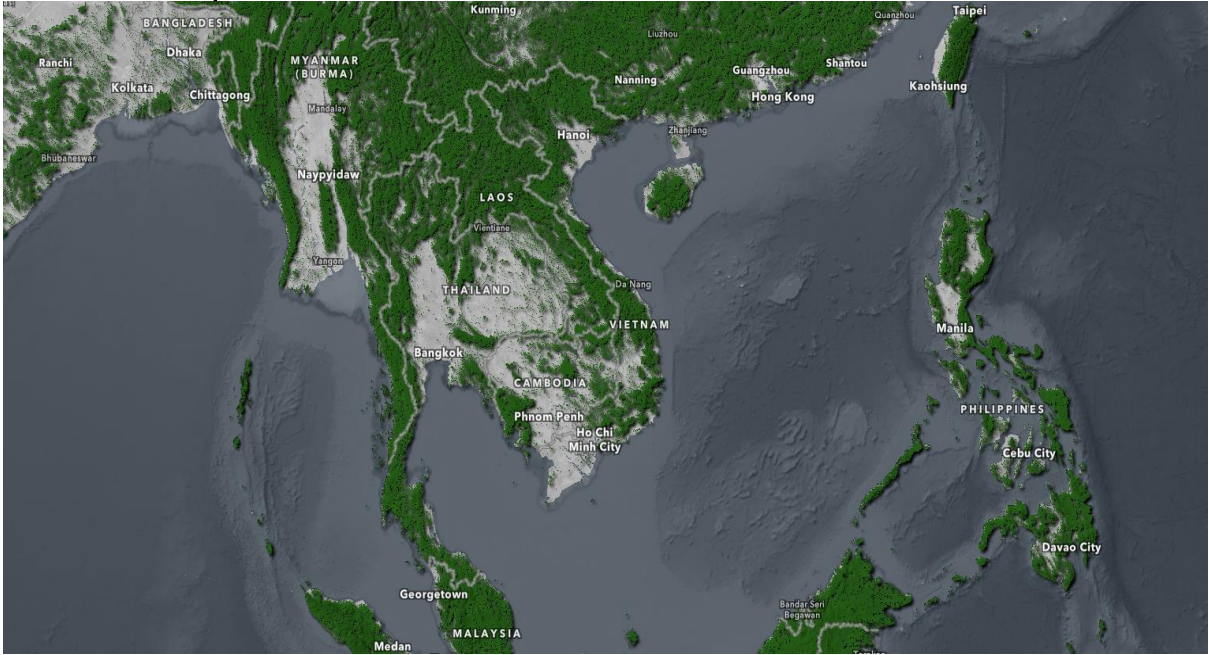 Kunming
Taipei
Quanzhou
BANGLADESH
Liuzhou
Dhaka
Ranchi
MYANMAR
(BURMA)
Shantou
Guangzhou
Nanning
Kolkata
Chittagong
Kaohsiung
Hong Kong
Mandalay
Hanoi
Zhanjiang
Bhubaneswar
Naypyidaw
LAOS
Vientiane
Yangon
Da Nang
THAILAND
VIETNAM
Manila
Bangkok
CAMBODIA
PHILIPPINES
Phnom Penh
Ho Chi
Minh City
Cebu City
Davao City
Georgetown
Bandar Seri
Begawan
MALAYSIA
Medan